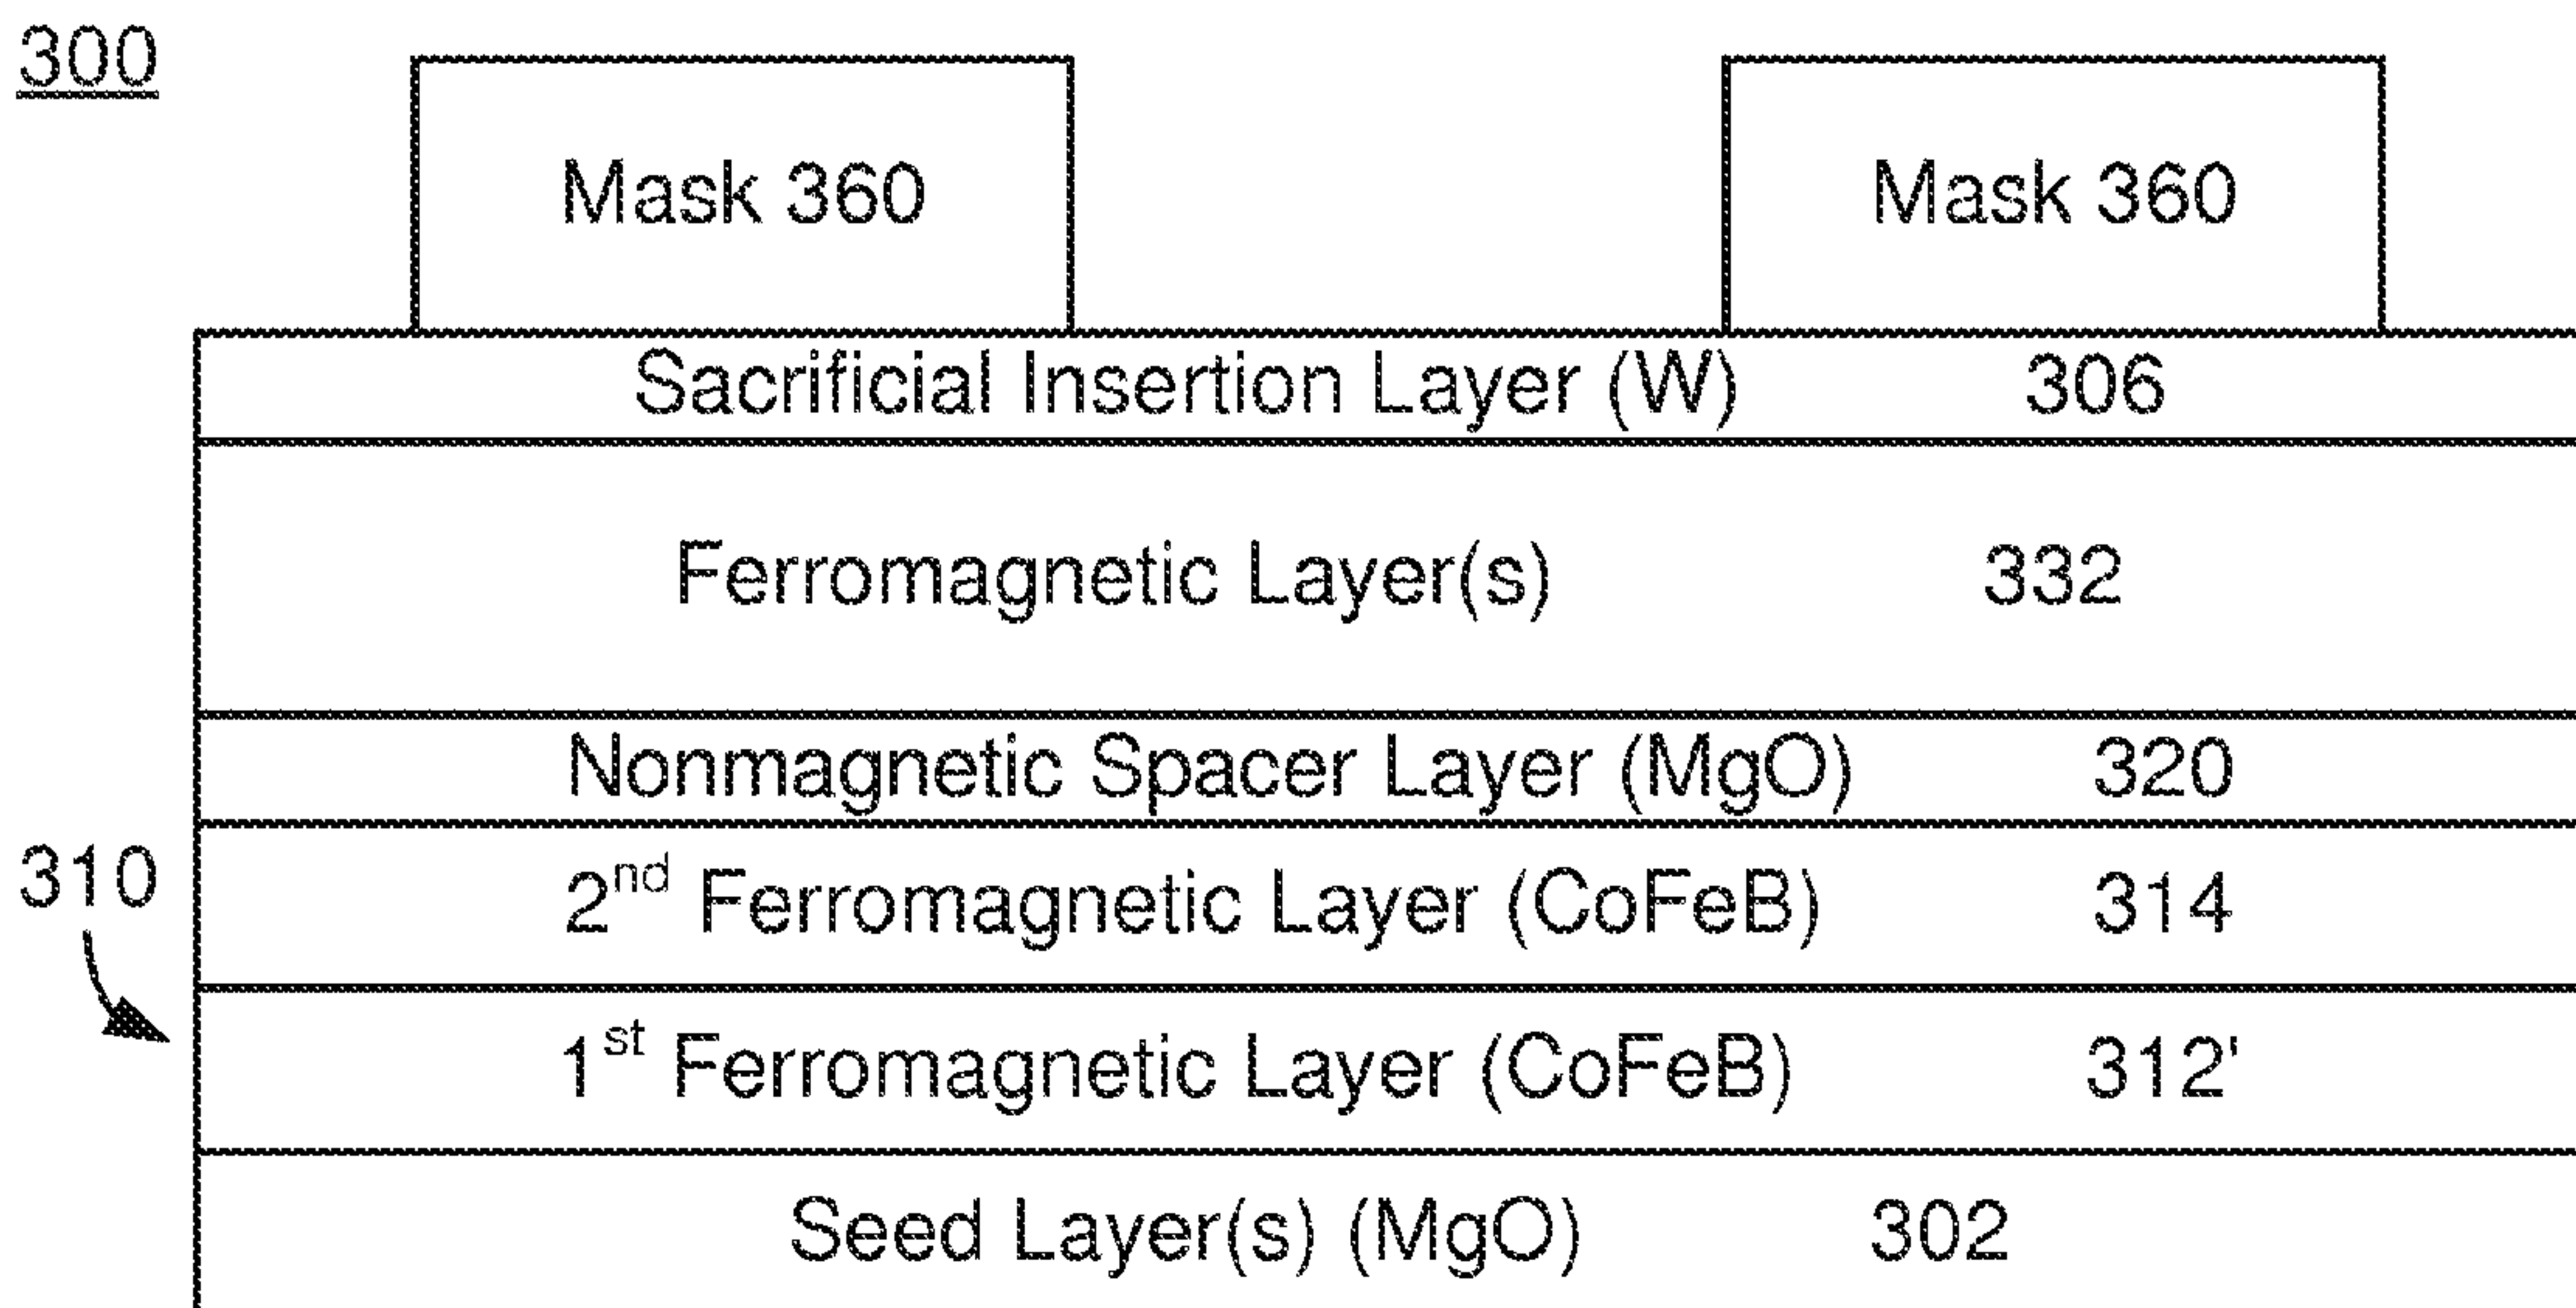 300
Mask 360 Mask 360
Sacrificial Insertion Layer (W) 306
Ferromagnetic Layer(s) 332
Nonmagnetic Spacer Layer (MgO) 320
310
2nd Ferromagnetic Layer (CoFeB) 314
1st Ferromagnetic Layer (CoFeB) 312'
Seed Layer(s) (MgO) 302